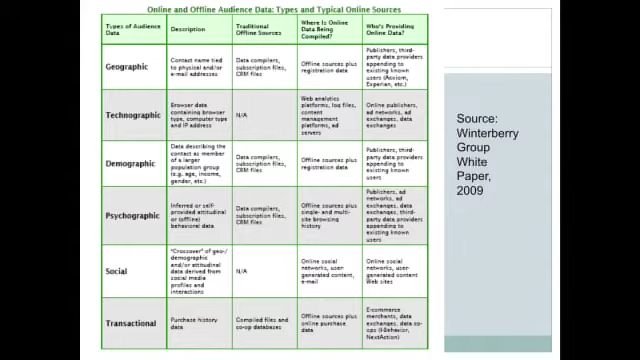 Online and Offline Audience Data: Types and Typical Online Sources
Types of Audience
Data
Description
Traditional
Offline Sources
Where Is Online
Data Being
Compiled?
Who's Providing
Online Data?
Geographic
Contact name tied
to physical and/or
e-mail addresses
Data compilers,
subscription files,
CRM files
Offline sources plus
registration data
Publishers, third-
party data providers
appending to
existing known
users (Acxiom,
Experian, etc.)
Technographic
Browser data
containing browser
type, computer type
and IP address
N/A
Web analytics
platforms, log files,
content
management
platforms, ad
servers
Online publishers,
ad networks, ad
exchanges, data
exchanges
Demographic
Data describing the
contact as member
of a larger
population group
(e.g. age, income,
gender, etc.)
Data compilers,
subscription files,
CRM files
Offline sources plus
registration data
Publishers, third-
party data providers
appending to
existing known
users
Psychographic
Inferred or self-
provided attitudinal
or (offline)
behavioral data
Data compilers,
subscription files,
CRM files
Offline sources plus
single- and multi-
site browsing
history
Publishers, ad
networks, ad
exchanges, data
exchanges, third-
party data providers
appending to
existing known
users
Social
"Crossover" of geo-/
demographic
and/or attitudinal
data derived from
social media
profiles and
interactions
N/A
Online social
networks, user-
generated content,
e-mail
Online social
networks, user-
generated content
Web sites
Transactional
Purchase history
data
Compiled files and
co-op databases
Offline sources plus
online purchase
data
E-commerce
merchants, data
exchanges, data co-
ops (I-Behavior,
NextAction)
Source:
Winterberry
Group
White
Paper,
2009